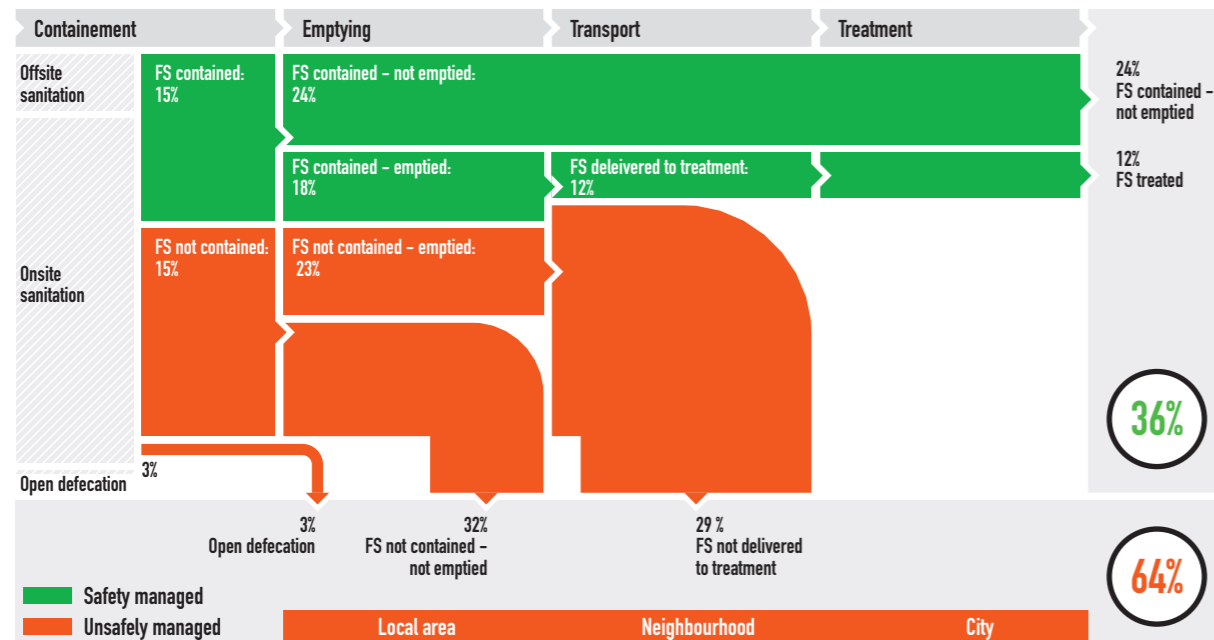 Containement
Emptying
Transport
Treatment
Offsite
sanitation
FS contained:
15%
FS contained – not emptied:
24%
24%
FS contained –
not emptied
FS contained – emptied:
18%
FS deleivered to treatment:
12%
12%
FS treated
Onsite
sanitation
FS not contained:
15%
FS not contained – emptied:
23%
36%
Open defecation
3%
3%
Open defecation
32%
FS not contained –
not emptied
29 %
FS not delivered
to treatment
64%
Safety managed
Unsafely managed
Local area
Neighbourhood
City